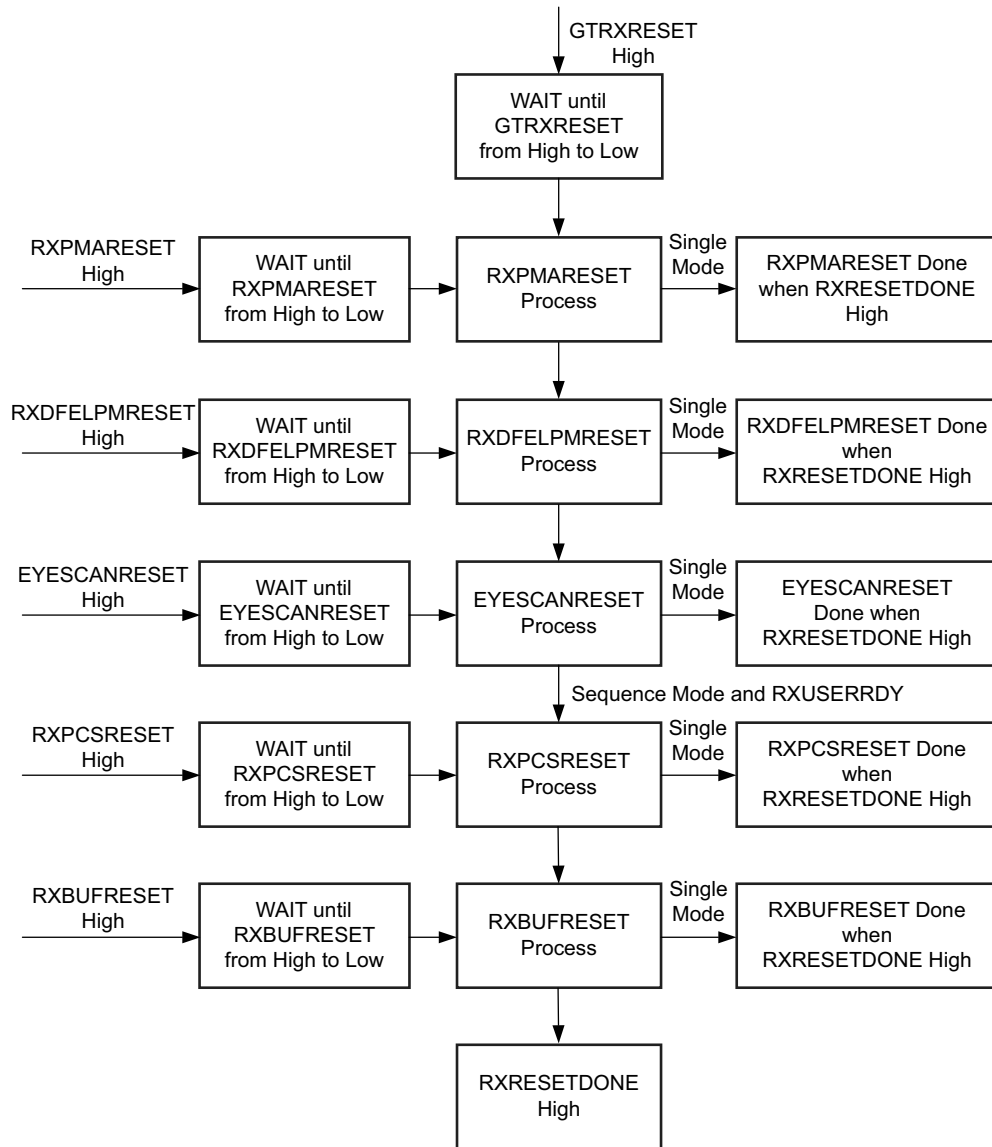 GTRXRESET
High
WAIT until
GTRXRESET
from High to Low
RXPMARESET
High
WAIT until
RXPMARESET
from High to Low
RXPMARESET
Process
Single
Mode
RXPMARESET Done
when RXRESETDONE
High
RXDFELPMRESET
High
WAIT until
RXDFELPMRESET
from High to Low
RXDFELPMRESET
Process
Single
Mode
RXDFELPMRESET Done
when
RXRESETDONE High
EYESCANRESET
High
WAIT until
EYESCANRESET
from High to Low
EYESCANRESET
Process
Single
Mode
EYESCANRESET
Done when
RXRESETDONE High
Sequence Mode and RXUSERRDY
RXPCSRESET
High
WAIT until
RXPCSRESET
from High to Low
RXPCSRESET
Process
Single
Mode
RXPCSRESET Done
when
RXRESETDONE High
RXBUFRESET
High
WAIT until
RXBUFRESET
from High to Low
RXBUFRESET
Process
Single
Mode
RXBUFRESET Done
when
RXRESETDONE High
RXRESETDONE
High